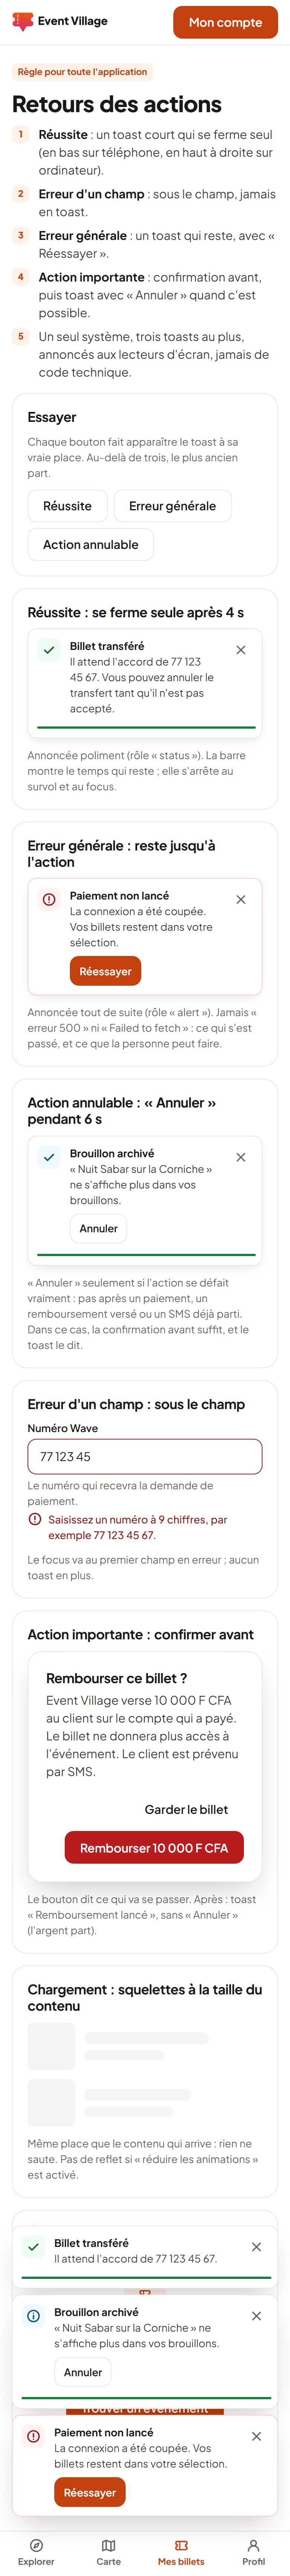 Event Village
Mon compte
Règle pour toute l'application
Retours des actions
1 Réussite : un toast court qui se ferme seul
(en bas sur téléphone, en haut à droite sur
ordinateur).
2 Erreur d'un champ : sous le champ, jamais
en toast.
3 Erreur générale : un toast qui reste, avec «
Réessayer ».
4 Action importante : confirmation avant,
puis toast avec « Annuler » quand c'est
possible.
5 Un seul système, trois toasts au plus,
annoncés aux lecteurs d'écran, jamais de
code technique.
Essayer
Chaque bouton fait apparaître le toast à sa
vraie place. Au-delà de trois, le plus ancien
part.
Réussite
Erreur générale
Action annulable
Réussite : se ferme seule après 4 s
Billet transféré
Il attend l'accord de 77 123
45 67. Vous pouvez annuler le
transfert tant qu'il n'est pas
accepté.
Annoncée poliment (rôle « status »). La barre
montre le temps qui reste ; elle s'arrête au
survol et au focus.
Erreur générale : reste jusqu'à
l'action
Paiement non lancé
La connexion a été coupée.
Vos billets restent dans votre
sélection.
Réessayer
Annoncée tout de suite (rôle « alert »). Jamais «
erreur 500 » ni « Failed to fetch » : ce qui s'est
passé, et ce que la personne peut faire.
Action annulable : « Annuler »
pendant 6 s
Brouillon archivé
« Nuit Sabar sur la Corniche »
ne s'affiche plus dans vos
brouillons.
Annuler
« Annuler » seulement si l'action se défait
vraiment : pas après un paiement, un
remboursement versé ou un SMS déjà parti.
Dans ce cas, la confirmation avant suffit, et le
toast le dit.
Erreur d'un champ : sous le champ
Numéro Wave
77 123 45
Le numéro qui recevra la demande de
paiement.
Saisissez un numéro à 9 chiffres, par
exemple 77 123 45 67.
Le focus va au premier champ en erreur ; aucun
toast en plus.
Action importante : confirmer avant
Rembourser ce billet ?
Event Village verse 10 000 F CFA
au client sur le compte qui a payé.
Le billet ne donnera plus accès à
l'événement. Le client est prévenu
par SMS.
Garder le billet
Rembourser 10 000 F CFA
Le bouton dit ce qui va se passer. Après : toast
« Remboursement lancé », sans « Annuler »
(l'argent part).
Chargement : squelettes à la taille du
contenu
Même place que le contenu qui arrive : rien ne
saute. Pas de reflet si « réduire les animations »
est activé.
Billet transféré
Il attend l'accord de 77 123 45 67.
Brouillon archivé
« Nuit Sabar sur la Corniche » ne
s'affiche plus dans vos brouillons.
Annuler
Trouver un événement
Paiement non lancé
La connexion a été coupée. Vos
billets restent dans votre sélection.
Réessayer
Explorer
Carte
Mes billets
Profil